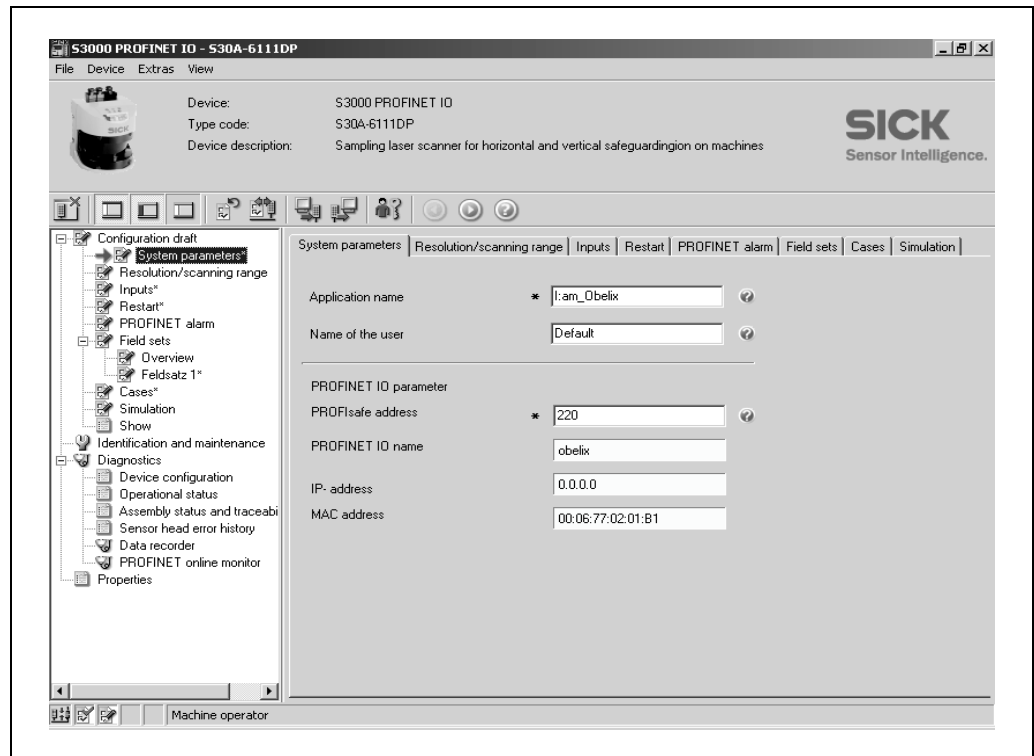 S3000 PROFINET IO - S30A-6111DP
File Device Extras View
Device: S3000 PROFINET IO
Type code: S30A-6111DP
Device description: Sampling laser scanner for horizontal and vertical safeguardingion on machines
SICK
SICK
Sensor Intelligence.
Configuration draft
System parameters*
Resolution/scanning range
Inputs*
Restart*
PROFINET alarm
Field sets
Overview
Feldsatz 1*
Cases*
Simulation
Show
Identification and maintenance
Diagnostics
Device configuration
Operational status
Assembly status and traceabi
Sensor head error history
Data recorder
PROFINET online monitor
Properties
System parameters Resolution/scanning range Inputs Restart PROFINET alarm Field sets Cases Simulation
Application name * I:am_Obelix
Name of the user Default
PROFINET IO parameter
PROFIsafe address * 220
PROFINET IO name obelix
IP- address 0.0.0.0
MAC address 00:06:77:02:01:B1
Machine operator